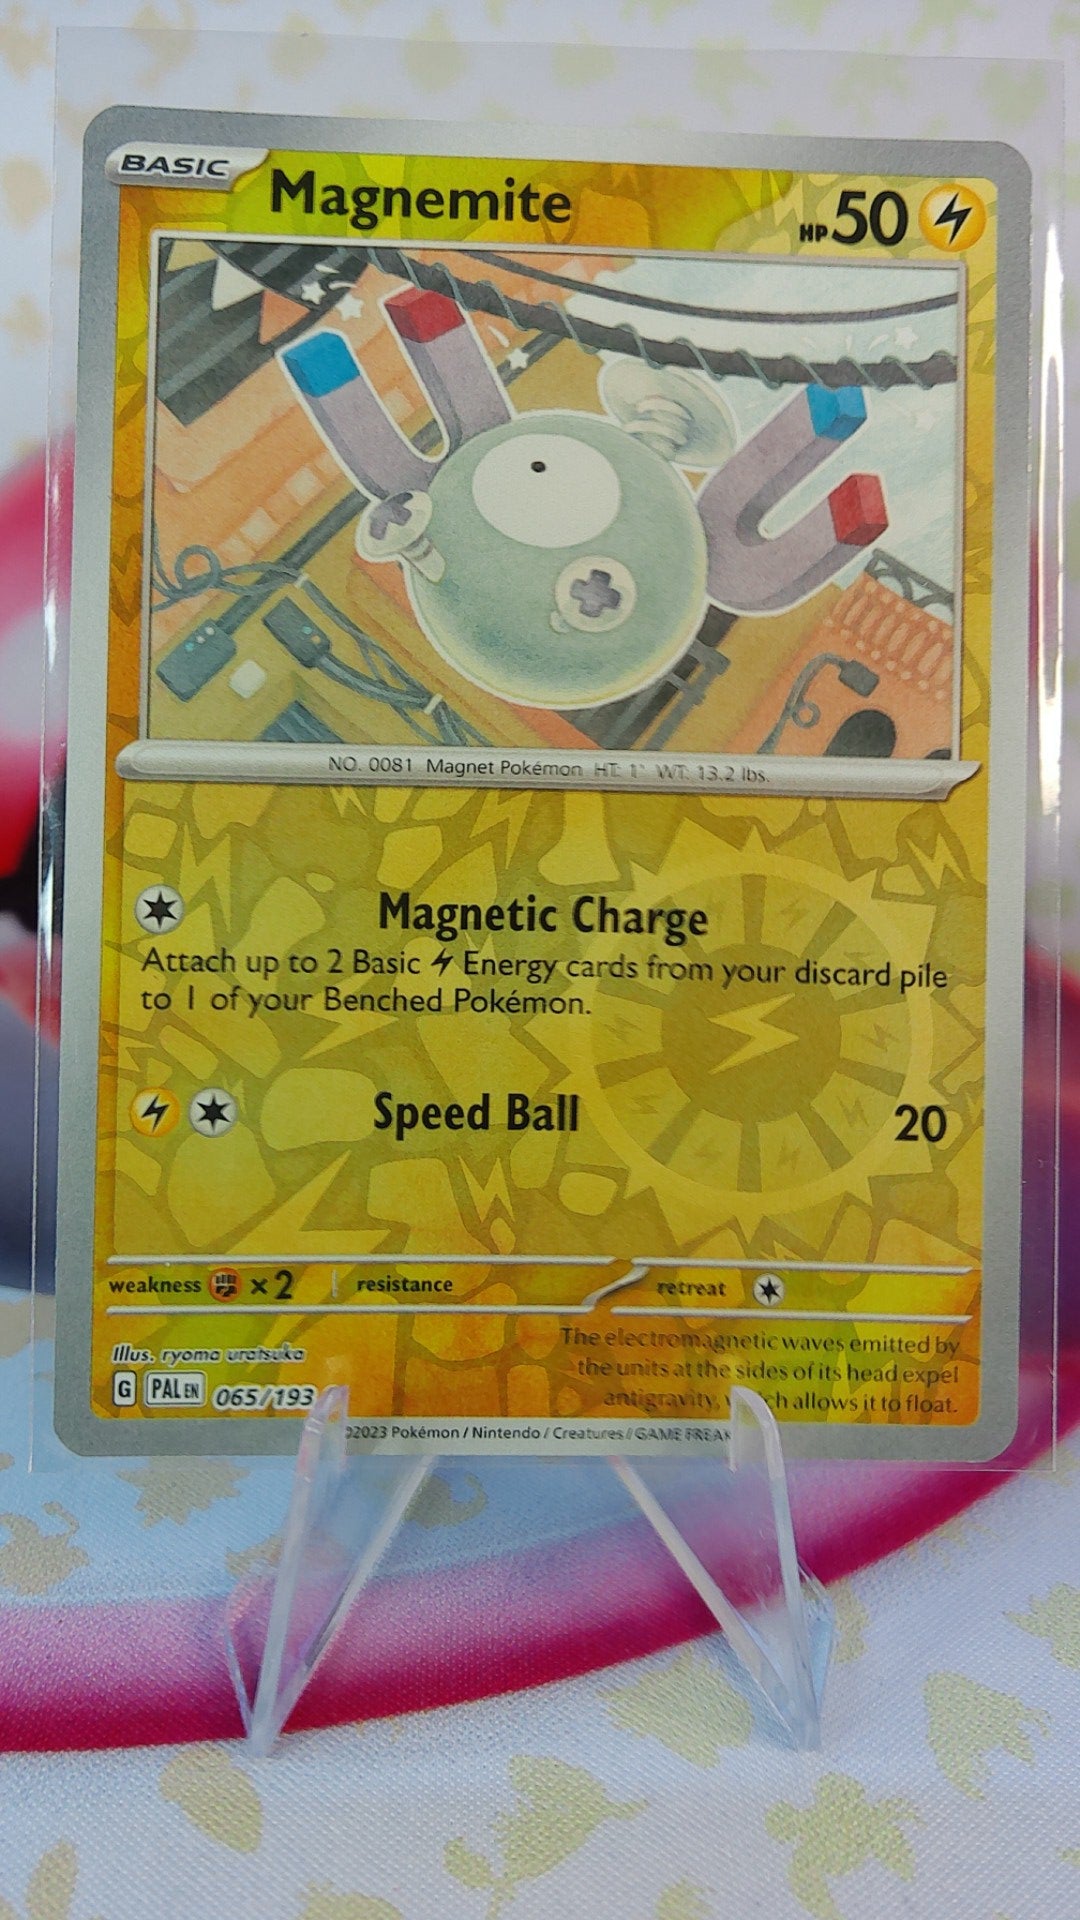 BASIC
Magnemite
HP 50
NO. 0081 Magnet Pokémon HT: 1' WT: 13.2 lbs.
Magnetic Charge
Attach up to 2 Basic Energy cards from your discard pile
to 1 of your Benched Pokémon.
Speed Ball 20
weakness ×2 resistance retreat
The electromagnetic waves emitted by
the units at the sides of its head expel
antigravity, ch allows it to float.
Illus. ryoma uratsuka
G PAL EN 065/193
©2023 Pokémon / Nintendo / Creatures / GAME FREAK